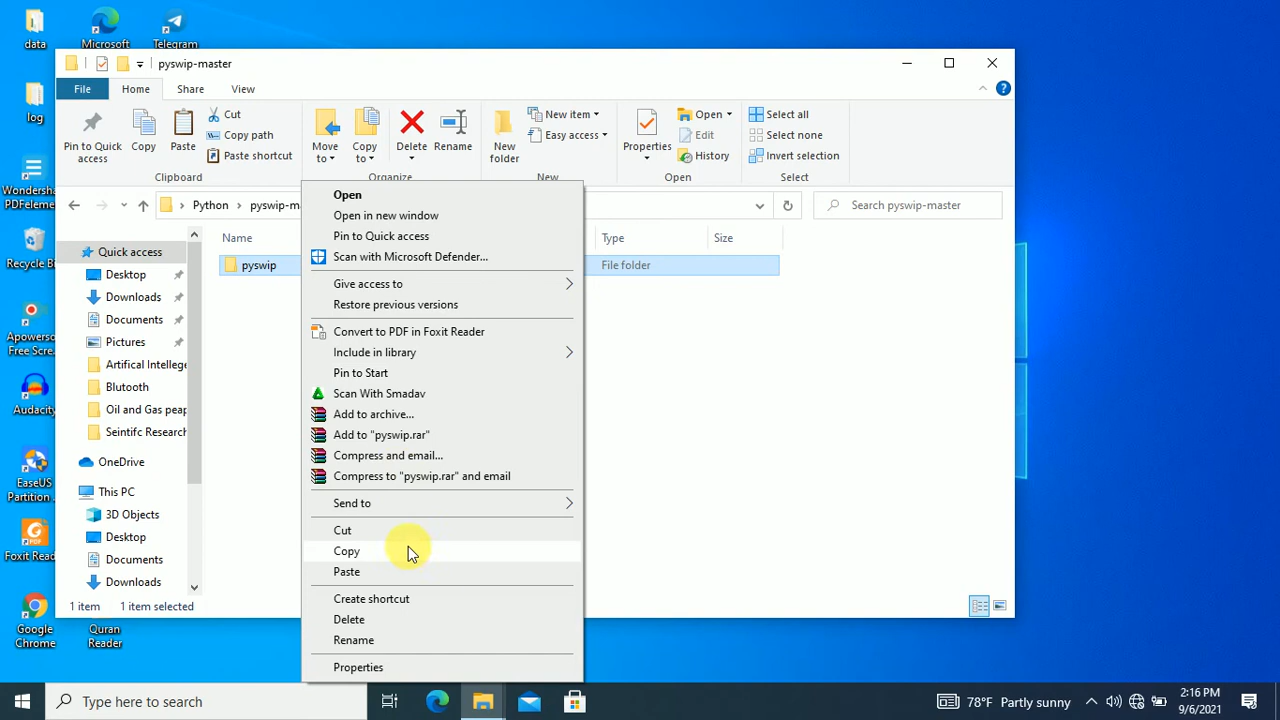 data
Microsoft
Telegram
pyswip-master
File
Home
Share
View
log
Pin to Quick access
Copy
Paste
Cut
Copy path
Paste shortcut
Move to
Copy to
Delete
Rename
New folder
New item
Easy access
Properties
Open
Edit
History
Select all
Select none
Invert selection
Clipboard
Organize
New
Open
Select
Wondersha
PDFeleme
Python
pyswip-ma
Search pyswip-master
Name
Type
Size
pyswip
File folder
Recycle Bi
Apowerso
Free Scre
Audacity
EaseUS
Partition
Foxit Reade
Google
Chrome
Quran
Reader
Quick access
Desktop
Downloads
Documents
Pictures
Artifical Intellege
Blutooth
Oil and Gas peap
Seintifc Research
OneDrive
This PC
3D Objects
Desktop
Documents
Downloads
1 item
1 item selected
Open
Open in new window
Pin to Quick access
Scan with Microsoft Defender...
Give access to
Restore previous versions
Convert to PDF in Foxit Reader
Include in library
Pin to Start
Scan With Smadav
Add to archive...
Add to "pyswip.rar"
Compress and email...
Compress to "pyswip.rar" and email
Send to
Cut
Copy
Paste
Create shortcut
Delete
Rename
Properties
Type here to search
78°F Partly sunny
2:16 PM
9/6/2021